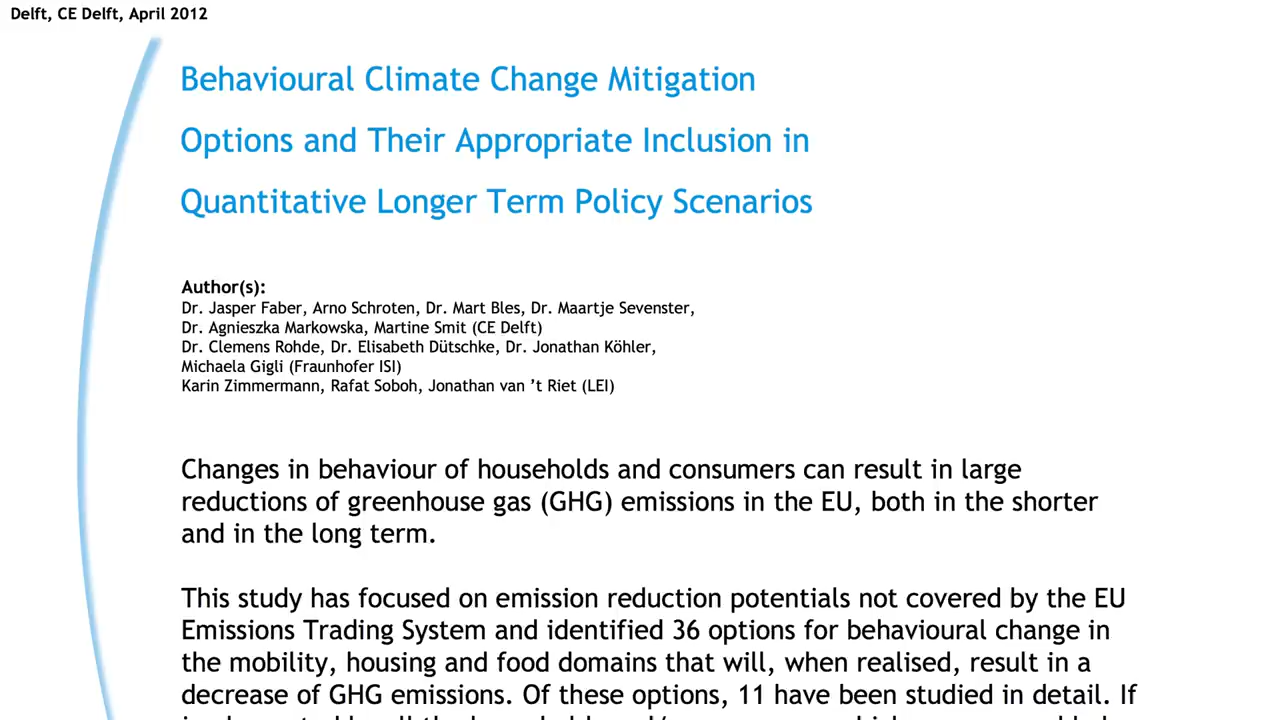 Delft, CE Delft, April 2012
Behavioural Climate Change Mitigation
Options and Their Appropriate Inclusion in
Quantitative Longer Term Policy Scenarios
Author(s):
Dr. Jasper Faber, Arno Schroten, Dr. Mart Bles, Dr. Maartje Sevenster,
Dr. Agnieszka Markowska, Martine Smit (CE Delft)
Dr. Clemens Rohde, Dr. Elisabeth Dütschke, Dr. Jonathan Köhler,
Michaela Gigli (Fraunhofer ISI)
Karin Zimmermann, Rafat Soboh, Jonathan van ’t Riet (LEI)
Changes in behaviour of households and consumers can result in large
reductions of greenhouse gas (GHG) emissions in the EU, both in the shorter
and in the long term.
This study has focused on emission reduction potentials not covered by the EU
Emissions Trading System and identified 36 options for behavioural change in
the mobility, housing and food domains that will, when realised, result in a
decrease of GHG emissions. Of these options, 11 have been studied in detail. If